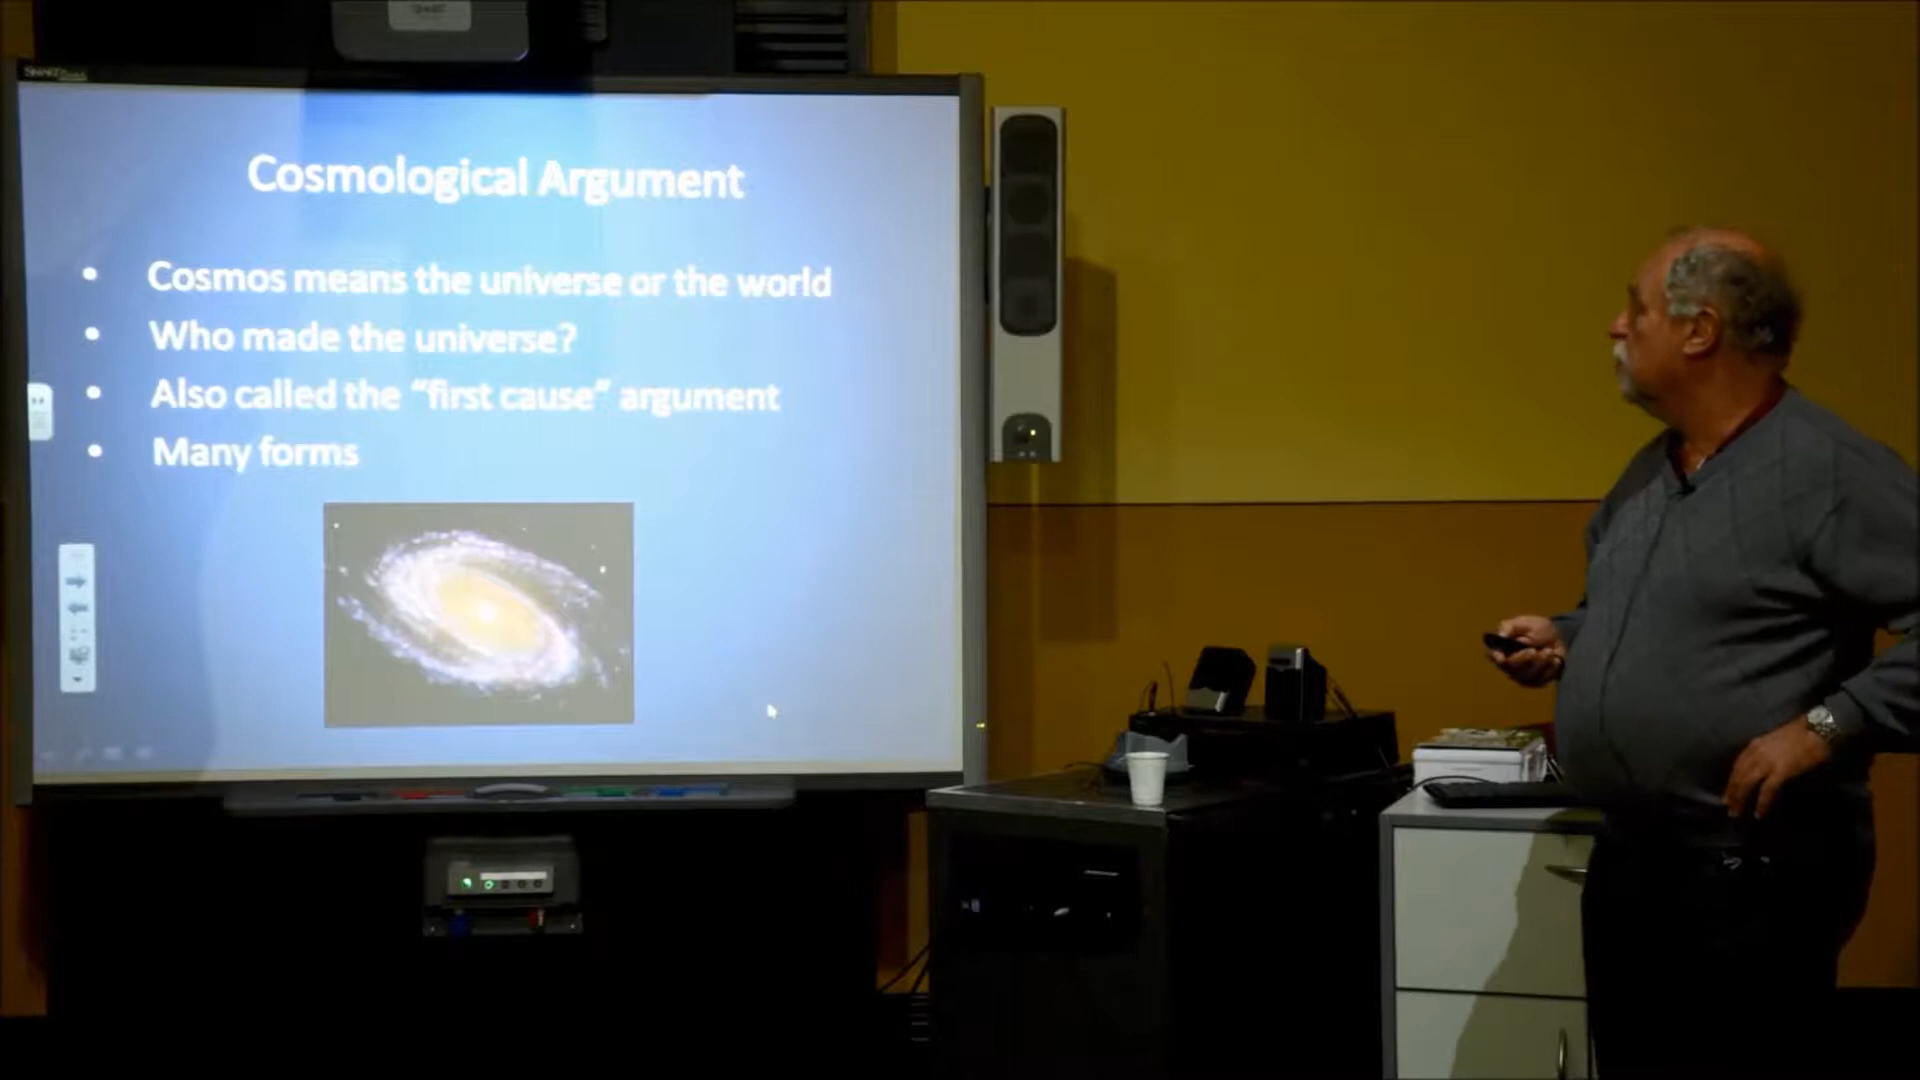 Cosmological Argument
• Cosmos means the universe or the world
• Who made the universe?
• Also called the “first cause” argument
• Many forms